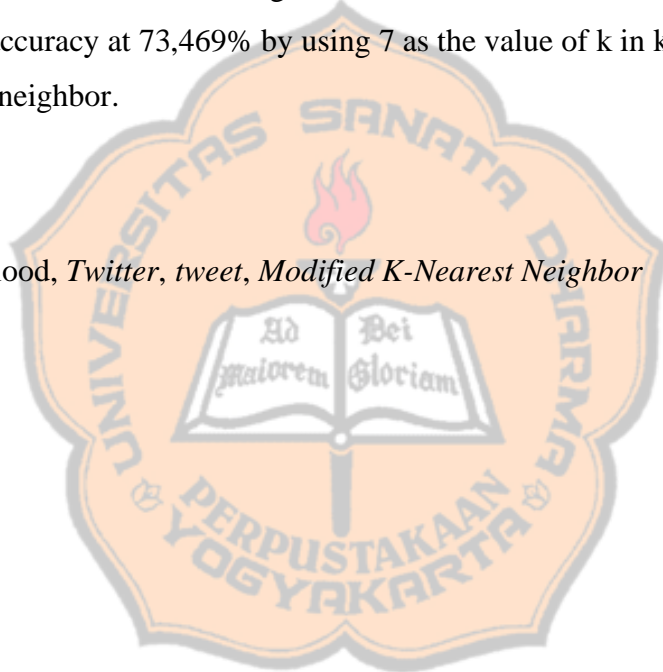 ccuracy at 73,469% by using 7 as the value of k in k
neighbor.
UNIVERSITAS SANATA DHARMA
ood, Twitter, tweet, Modified K-Nearest Neighbor
Ad Dei
Maiorem Gloriam
PERPUSTAKAAN
YOGYAKARTA